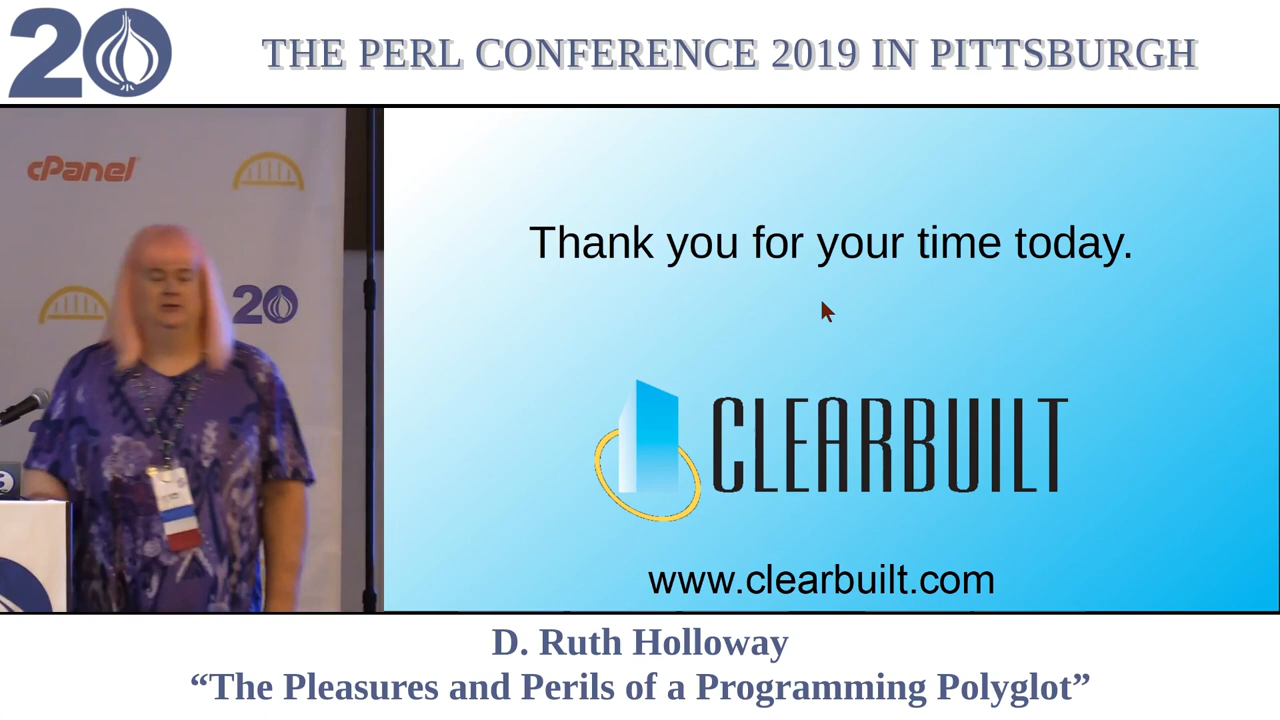 20
THE PERL CONFERENCE 2019 IN PITTSBURGH
cPanel
20
Thank you for your time today.
CLEARBUILT
www.clearbuilt.com
D. Ruth Holloway
“The Pleasures and Perils of a Programming Polyglot”